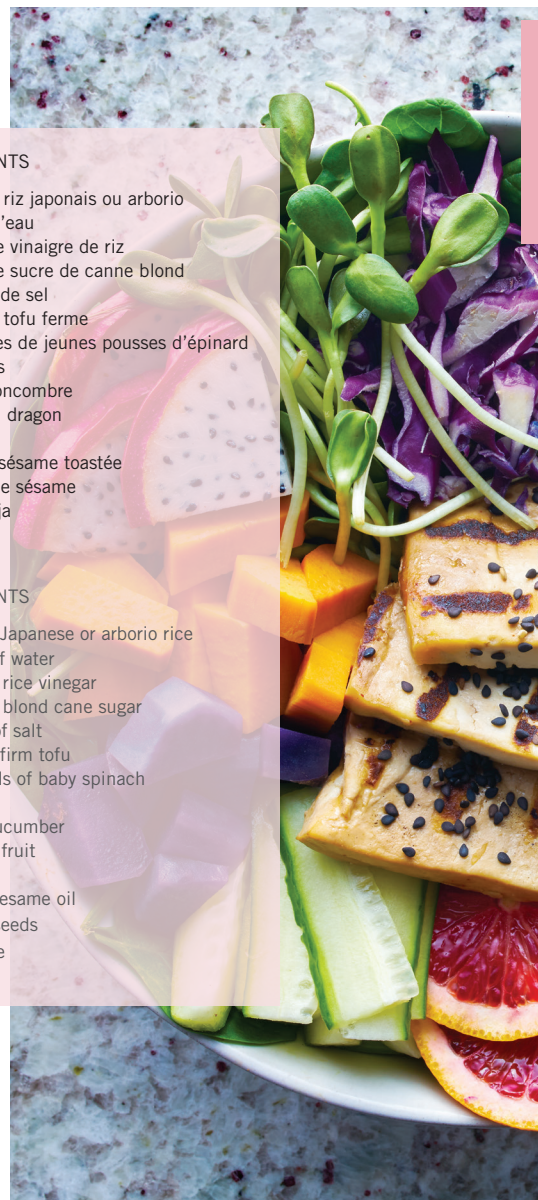 NTS
riz japonais ou arborio
'eau
e vinaigre de riz
e sucre de canne blond
de sel
tofu ferme
es de jeunes pousses d'épinard
s
oncombre
dragon
sésame toastée
e sésame
ja
NTS
Japanese or arborio rice
f water
rice vinegar
blond cane sugar
of salt
firm tofu
ls of baby spinach
ucumber
fruit
esame oil
seeds
e